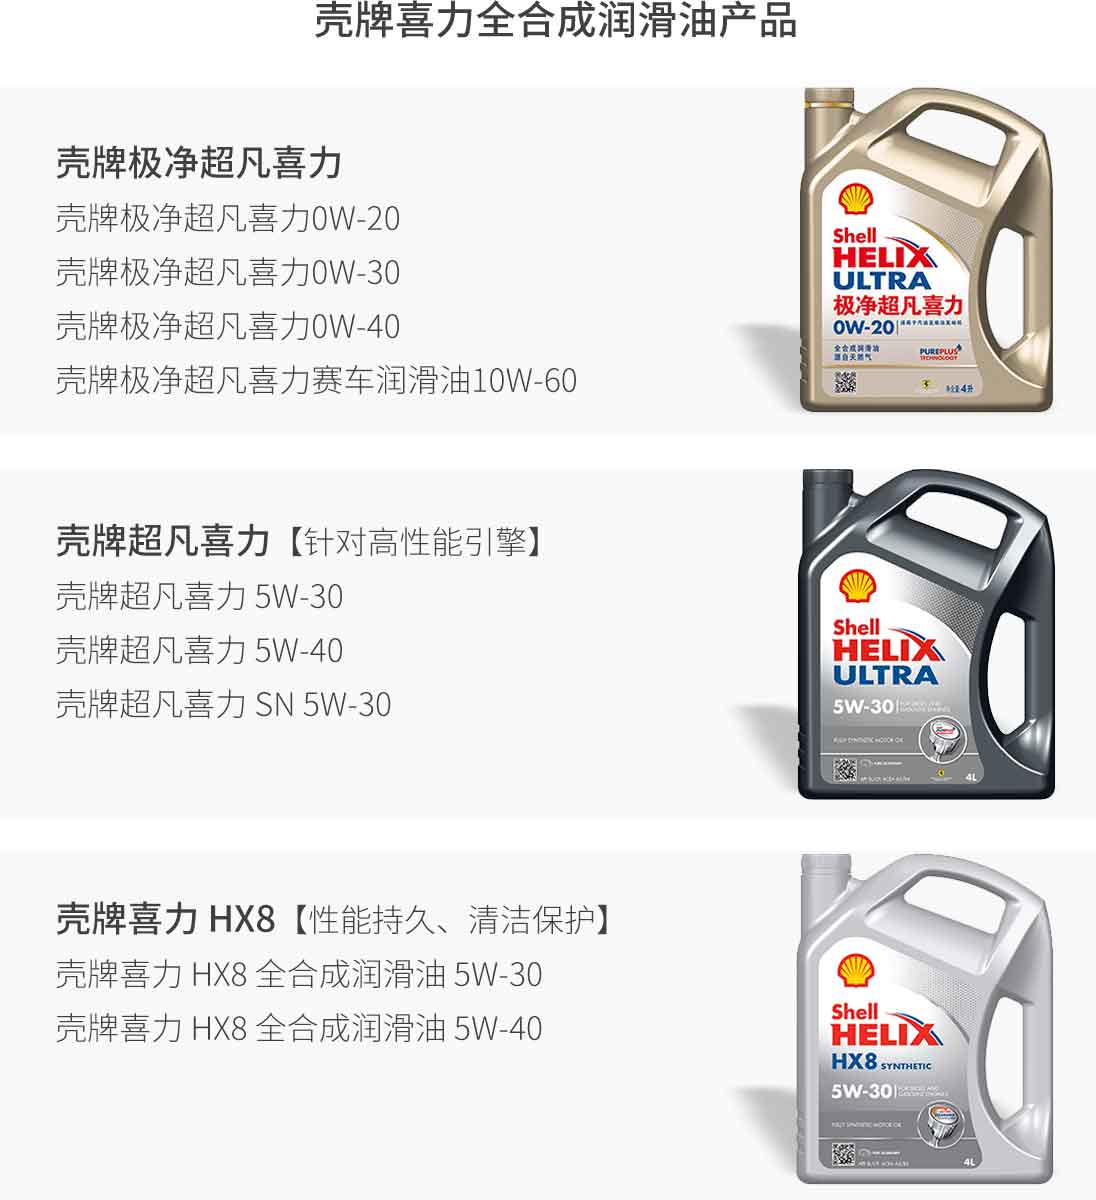 壳牌喜力全合成润滑油产品
壳牌极净超凡喜力
壳牌极净超凡喜力0W-20
壳牌极净超凡喜力0W-30
壳牌极净超凡喜力0W-40
壳牌极净超凡喜力赛车润滑油10W-60
Shell
HELIX
ULTRA
极净超凡喜力
0W-20
全合成润滑油
源自天然气
PUREPLUS
TECHNOLOGY
净含量 4升
壳牌超凡喜力【针对高性能引擎】
壳牌超凡喜力 5W-30
壳牌超凡喜力 5W-40
壳牌超凡喜力 SN 5W-30
Shell
HELIX
ULTRA
5W-30 FOR DIESEL AND
GASOLINE ENGINES
FULLY SYNTHETIC MOTOR OIL
4L
壳牌喜力 HX8【性能持久、清洁保护】
壳牌喜力 HX8 全合成润滑油 5W-30
壳牌喜力 HX8 全合成润滑油 5W-40
Shell
HELIX
HX8 SYNTHETIC
5W-30 FOR DIESEL AND
GASOLINE ENGINES
FULLY SYNTHETIC MOTOR OIL
4L